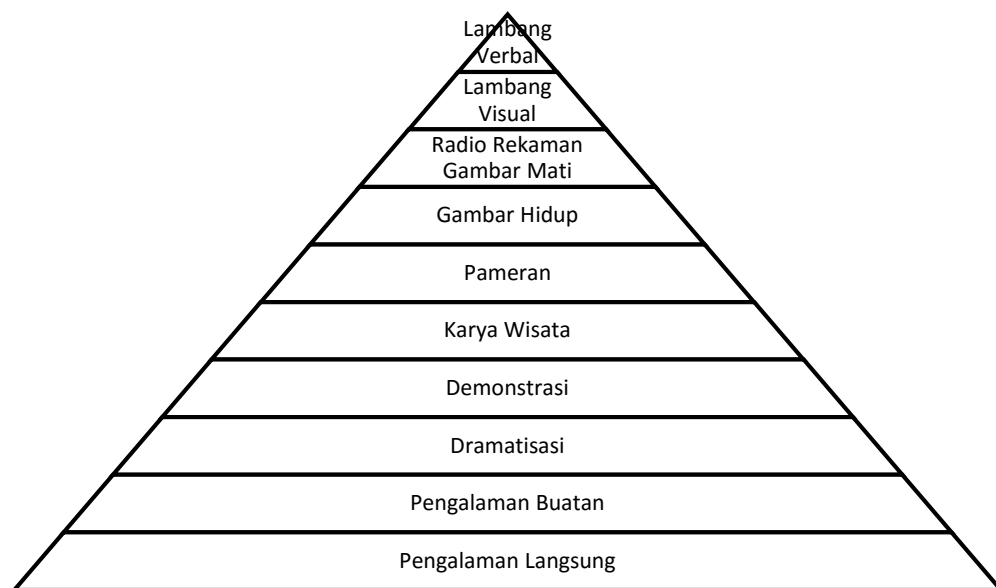 Lambang
Verbal
Lambang
Visual
Radio Rekaman
Gambar Mati
Gambar Hidup
Pameran
Karya Wisata
Demonstrasi
Dramatisasi
Pengalaman Buatan
Pengalaman Langsung